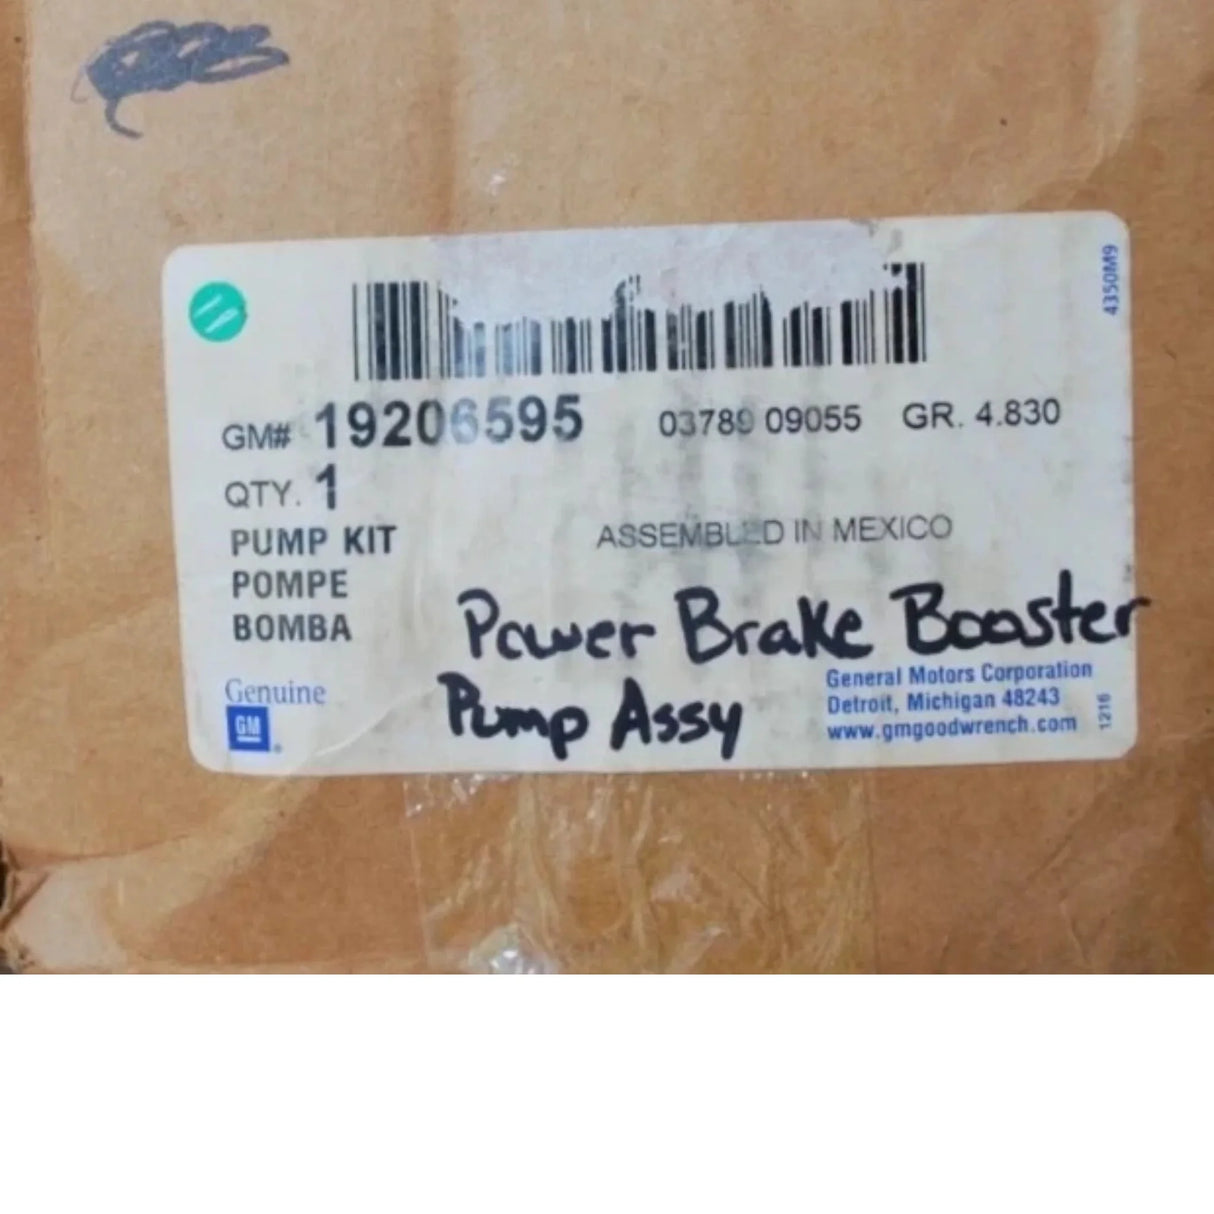 4350M9
GM# 19206595 03789 09055 GR. 4.830
QTY. 1
PUMP KIT ASSEMBLED IN MEXICO
POMPE
BOMBA
Power Brake Booster
Pump Assy
Genuine
GM
General Motors Corporation
Detroit, Michigan 48243
www.gmgoodwrench.com
1216